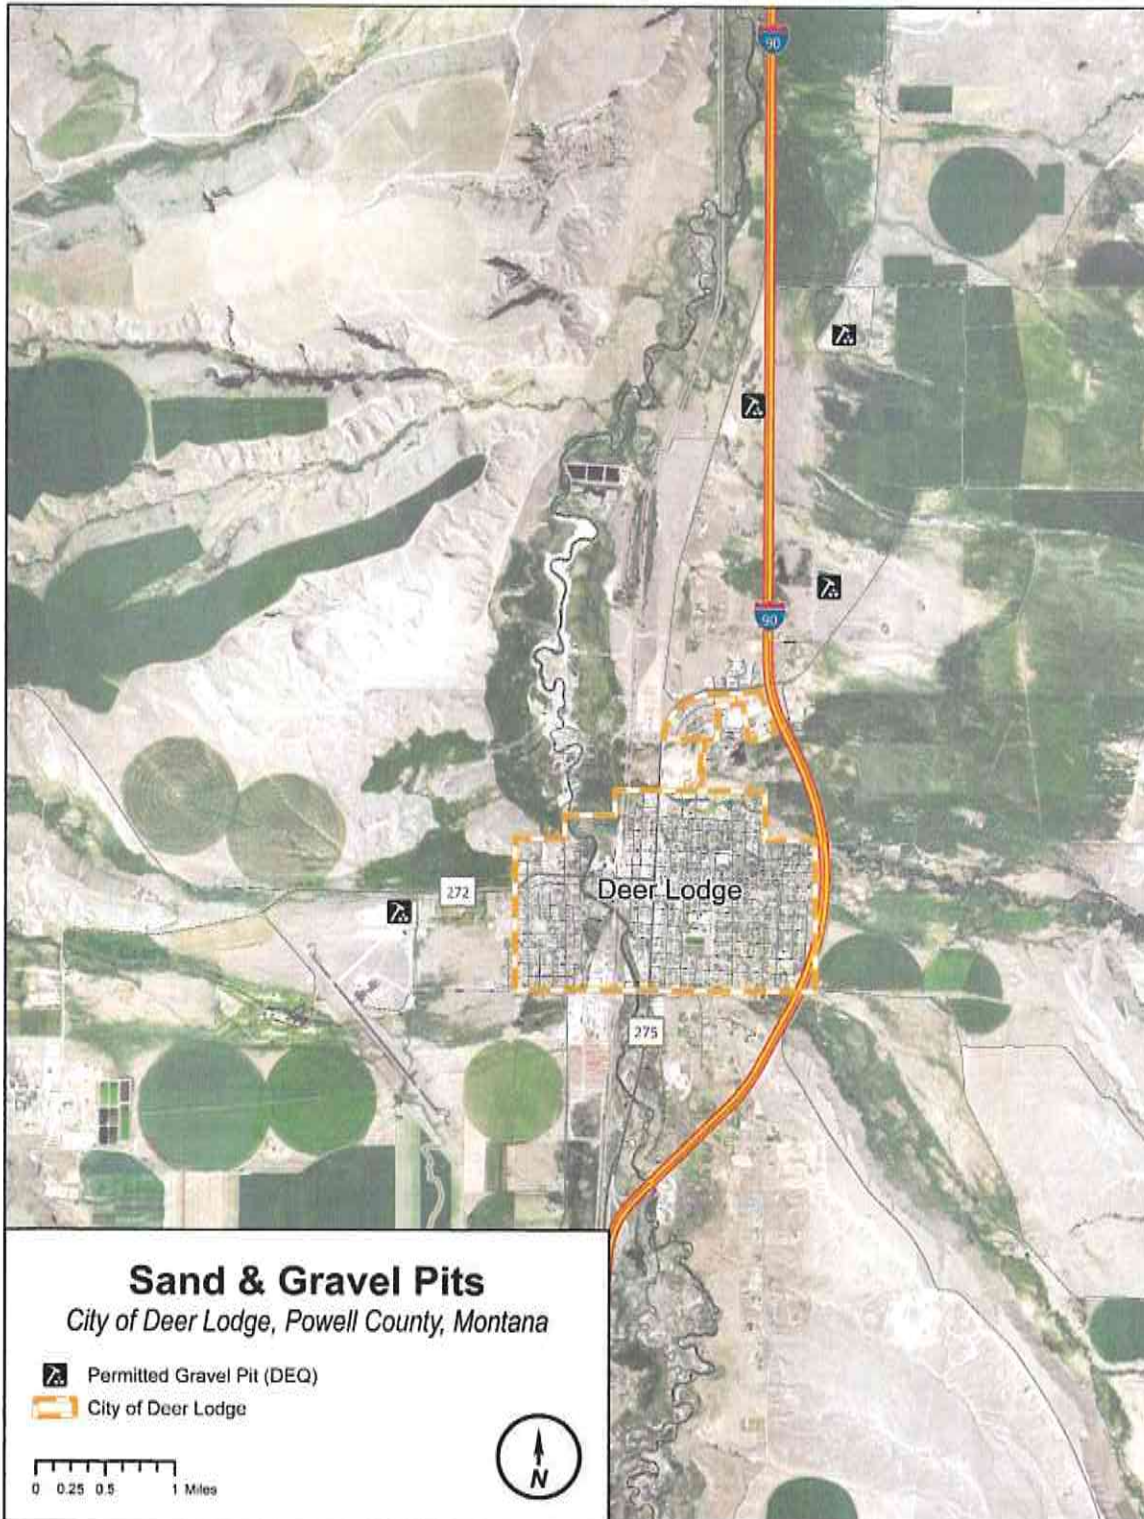 90
90
272
Deer Lodge
275
Sand & Gravel Pits
City of Deer Lodge, Powell County, Montana
Permitted Gravel Pit (DEQ)
City of Deer Lodge
0 0.25 0.5 1 Miles
N